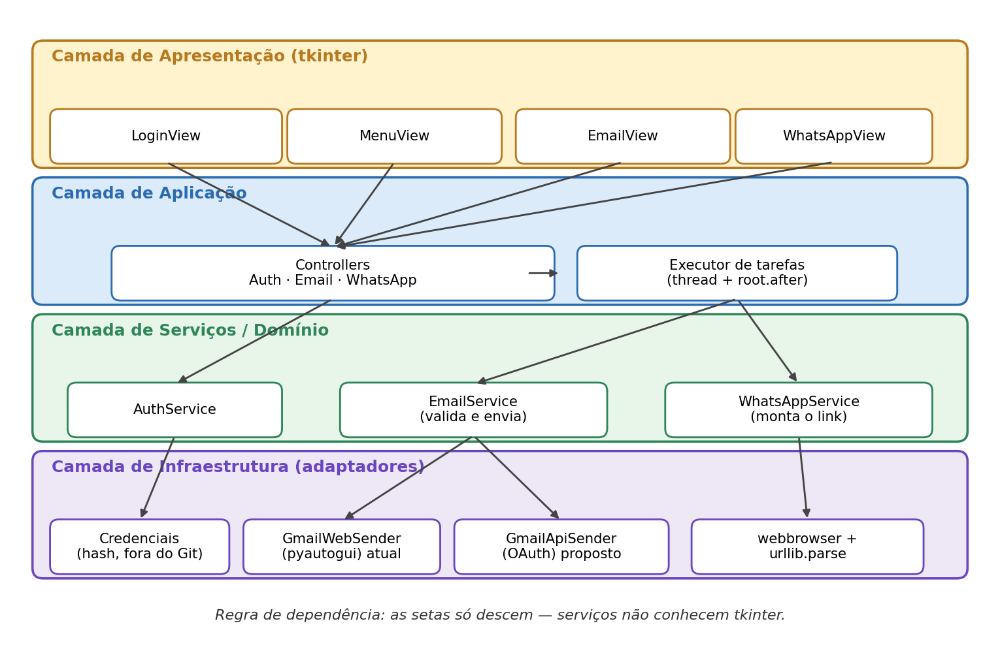 Camada de Apresentação (tkinter)
LoginView
MenuView
EmailView
WhatsAppView
Camada de Aplicação
Controllers
Auth · Email · WhatsApp
Executor de tarefas
(thread + root.after)
Camada de Serviços / Domínio
AuthService
EmailService
(valida e envia)
WhatsAppService
(monta o link)
Camada de Infraestrutura (adaptadores)
Credenciais
(hash, fora do Git)
GmailWebSender
(pyautogui) atual
GmailApiSender
(OAuth) proposto
webbrowser +
urllib.parse
Regra de dependência: as setas só descem — serviços não conhecem tkinter.